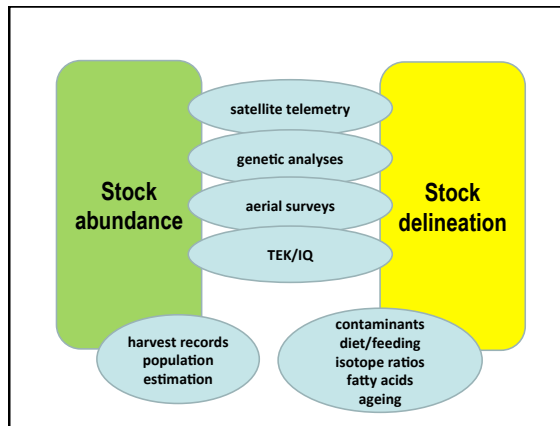 Stock
abundance
satellite telemetry
genetic analyses
aerial surveys
TEK/IQ
Stock
delineation
harvest records
population
estimation
contaminants
diet/feeding
isotope ratios
fatty acids
ageing